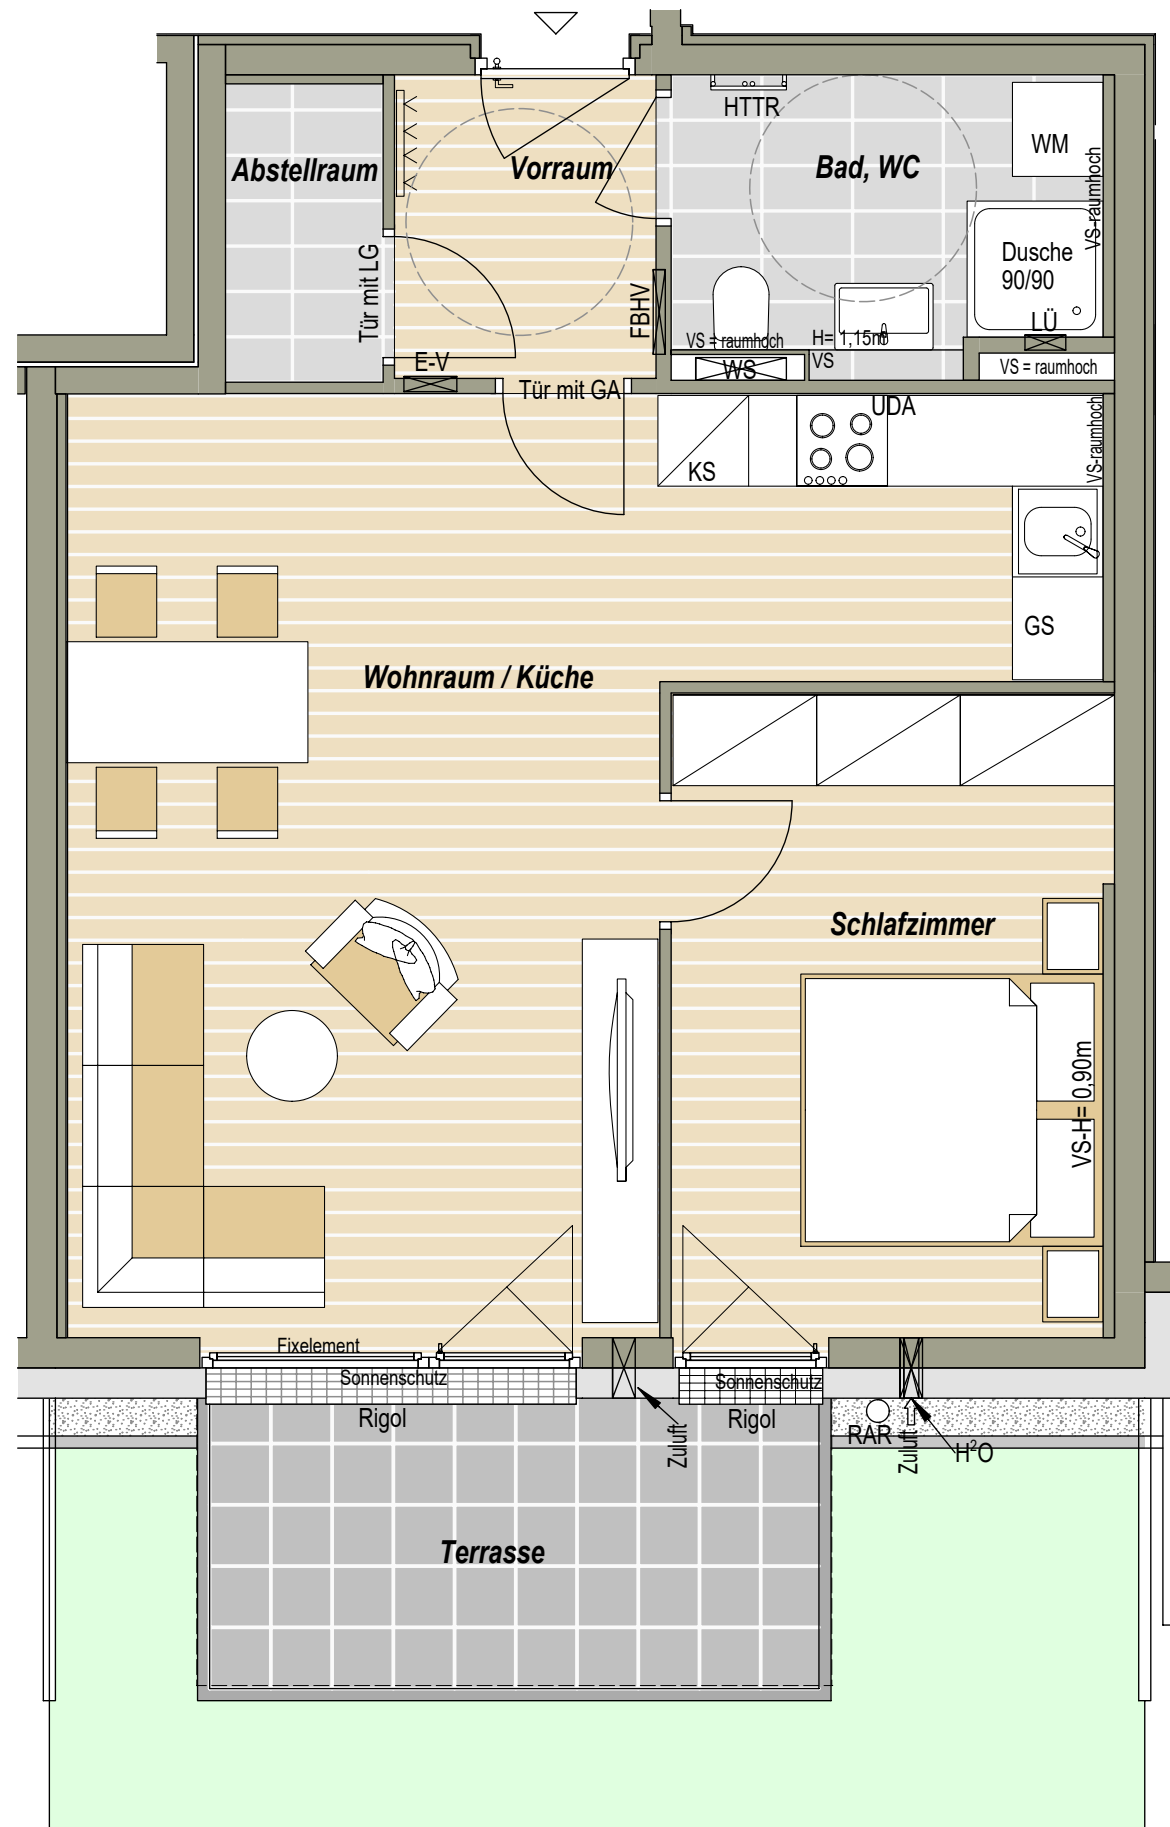 HTTR
WM
VS-raumhoch
Abstellraum
Vorraum
Bad, WC
Dusche
90/90
Tür mit LG
FBHV
LÜ
VS = raumhoch
H= 1,15m
VS
WS
VS = raumhoch
E-V
Tür mit GA
UDA
VS-raumhoch
KS
GS
Wohnraum / Küche
Schlafzimmer
VS-H= 0,90m
Fixelement
Sonnenschutz
Sonnenschutz
Rigol
Rigol
Zuluft
RAR
Zuluft
H²O
Terrasse